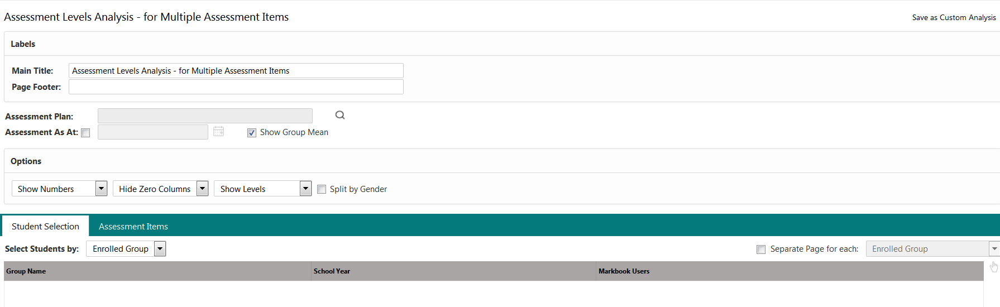 Assessment Levels Analysis - for Multiple Assessment Items
Save as Custom Analysis
Labels
Main Title: Assessment Levels Analysis - for Multiple Assessment Items
Page Footer:
Assessment Plan:
Assessment As At: Show Group Mean
Options
Show Numbers Hide Zero Columns Show Levels Split by Gender
Student Selection Assessment Items
Select Students by: Enrolled Group Separate Page for each: Enrolled Group
Group Name School Year Markbook Users